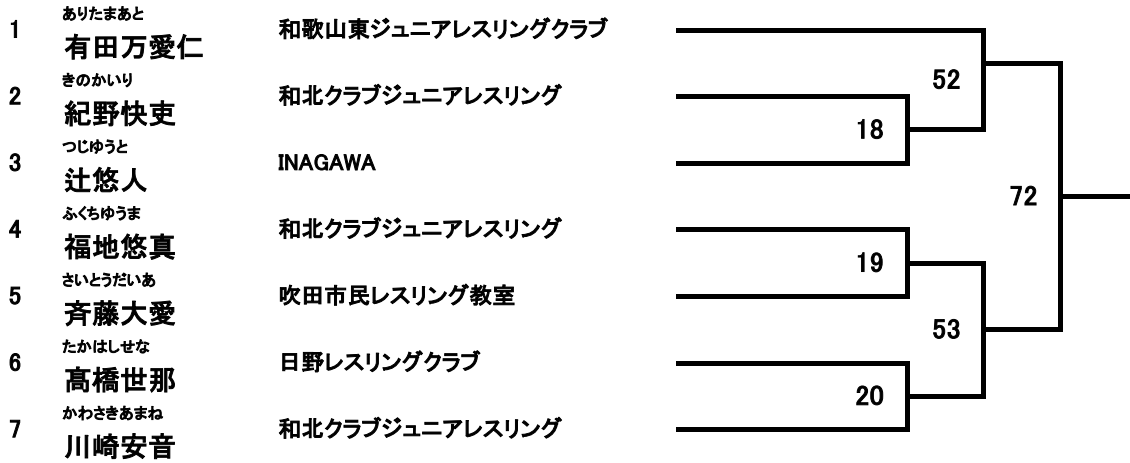 1 ありたまあと 和歌山東ジュニアレスリングクラブ
有田万愛仁
52
2 きのかいり 和北クラブジュニアレスリング
紀野快吏
18
3 つじゆうと INAGAWA
辻悠人
72
4 ふくちゆうま 和北クラブジュニアレスリング
福地悠真
19
5 さいとうだいあ 吹田市民レスリング教室
斉藤大愛
53
6 たかはしせな 日野レスリングクラブ
髙橋世那
20
7 かわさきあまね 和北クラブジュニアレスリング
川崎安音